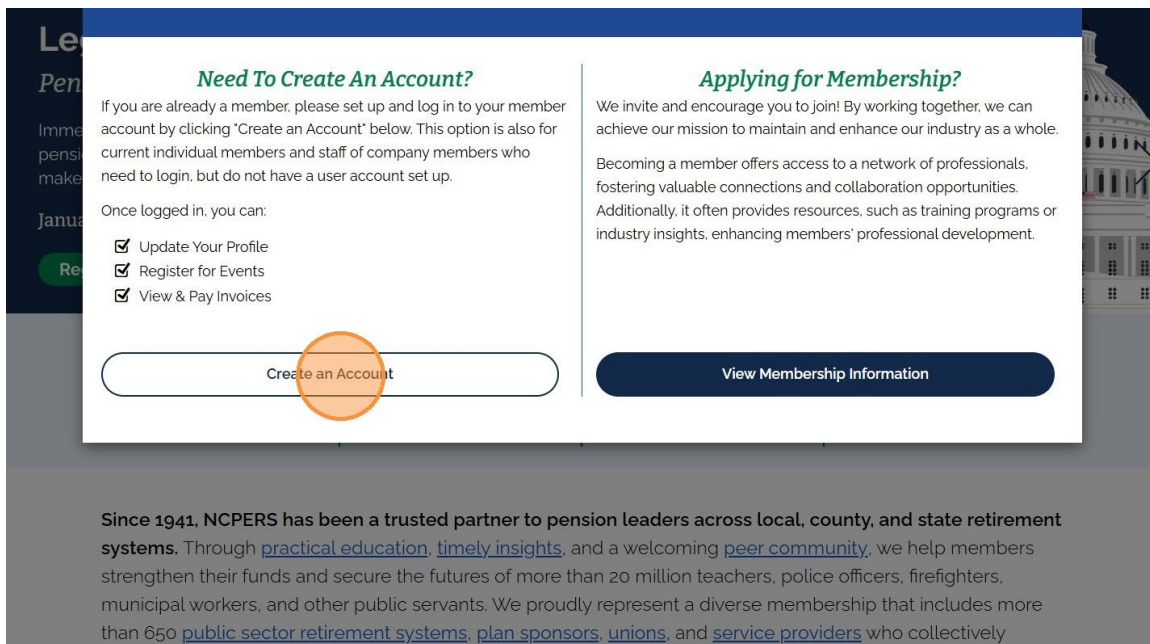 Le
Pen
Imme
pensi
make
Janua
Re
Need To Create An Account?
If you are already a member, please set up and log in to your member
account by clicking "Create an Account" below. This option is also for
current individual members and staff of company members who
need to login, but do not have a user account set up.
Once logged in, you can:
Update Your Profile
Register for Events
View & Pay Invoices
Create an Account
Applying for Membership?
We invite and encourage you to join! By working together, we can
achieve our mission to maintain and enhance our industry as a whole.
Becoming a member offers access to a network of professionals,
fostering valuable connections and collaboration opportunities.
Additionally, it often provides resources, such as training programs or
industry insights, enhancing members' professional development.
View Membership Information
Since 1941, NCPERS has been a trusted partner to pension leaders across local, county, and state retirement
systems. Through practical education, timely insights, and a welcoming peer community, we help members
strengthen their funds and secure the futures of more than 20 million teachers, police officers, firefighters,
municipal workers, and other public servants. We proudly represent a diverse membership that includes more
than 650 public sector retirement systems, plan sponsors, unions, and service providers who collectively